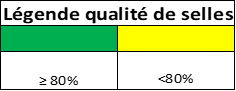 Légende qualité de selles
≥ 80% <80%